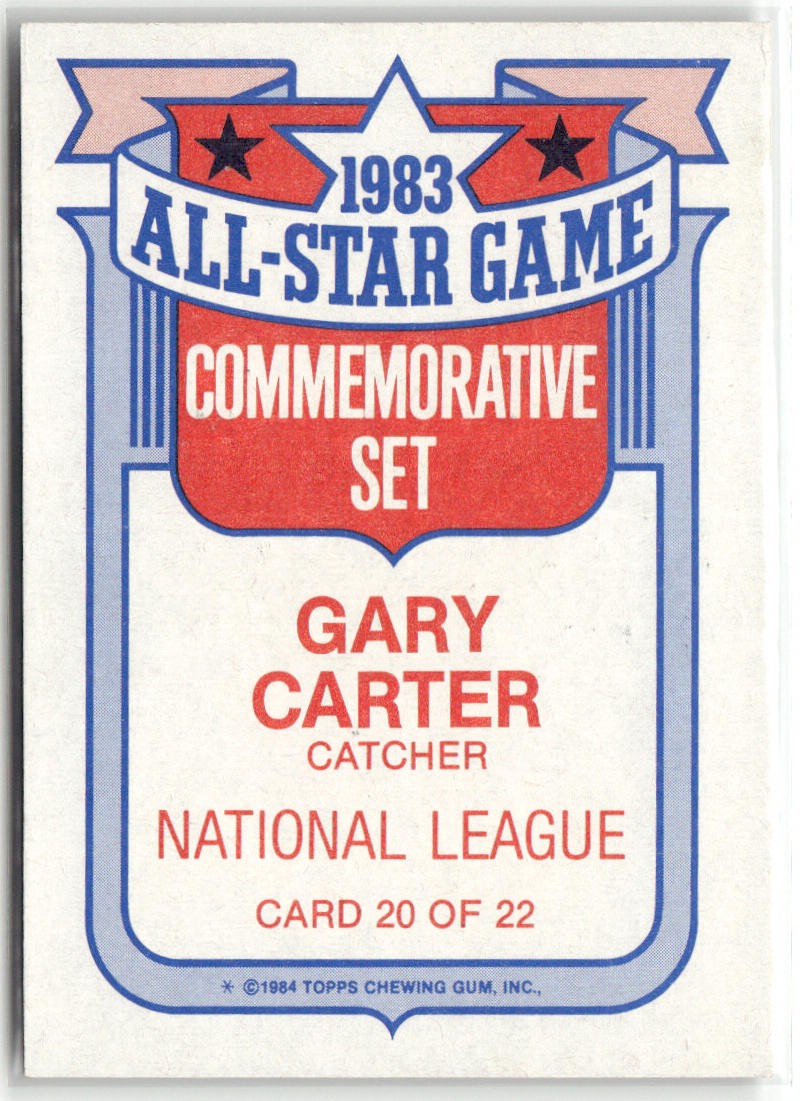 1983
ALL-STAR GAME
COMMEMORATIVE
SET
GARY
CARTER
CATCHER
NATIONAL LEAGUE
CARD 20 OF 22
* ©1984 TOPPS CHEWING GUM, INC.,